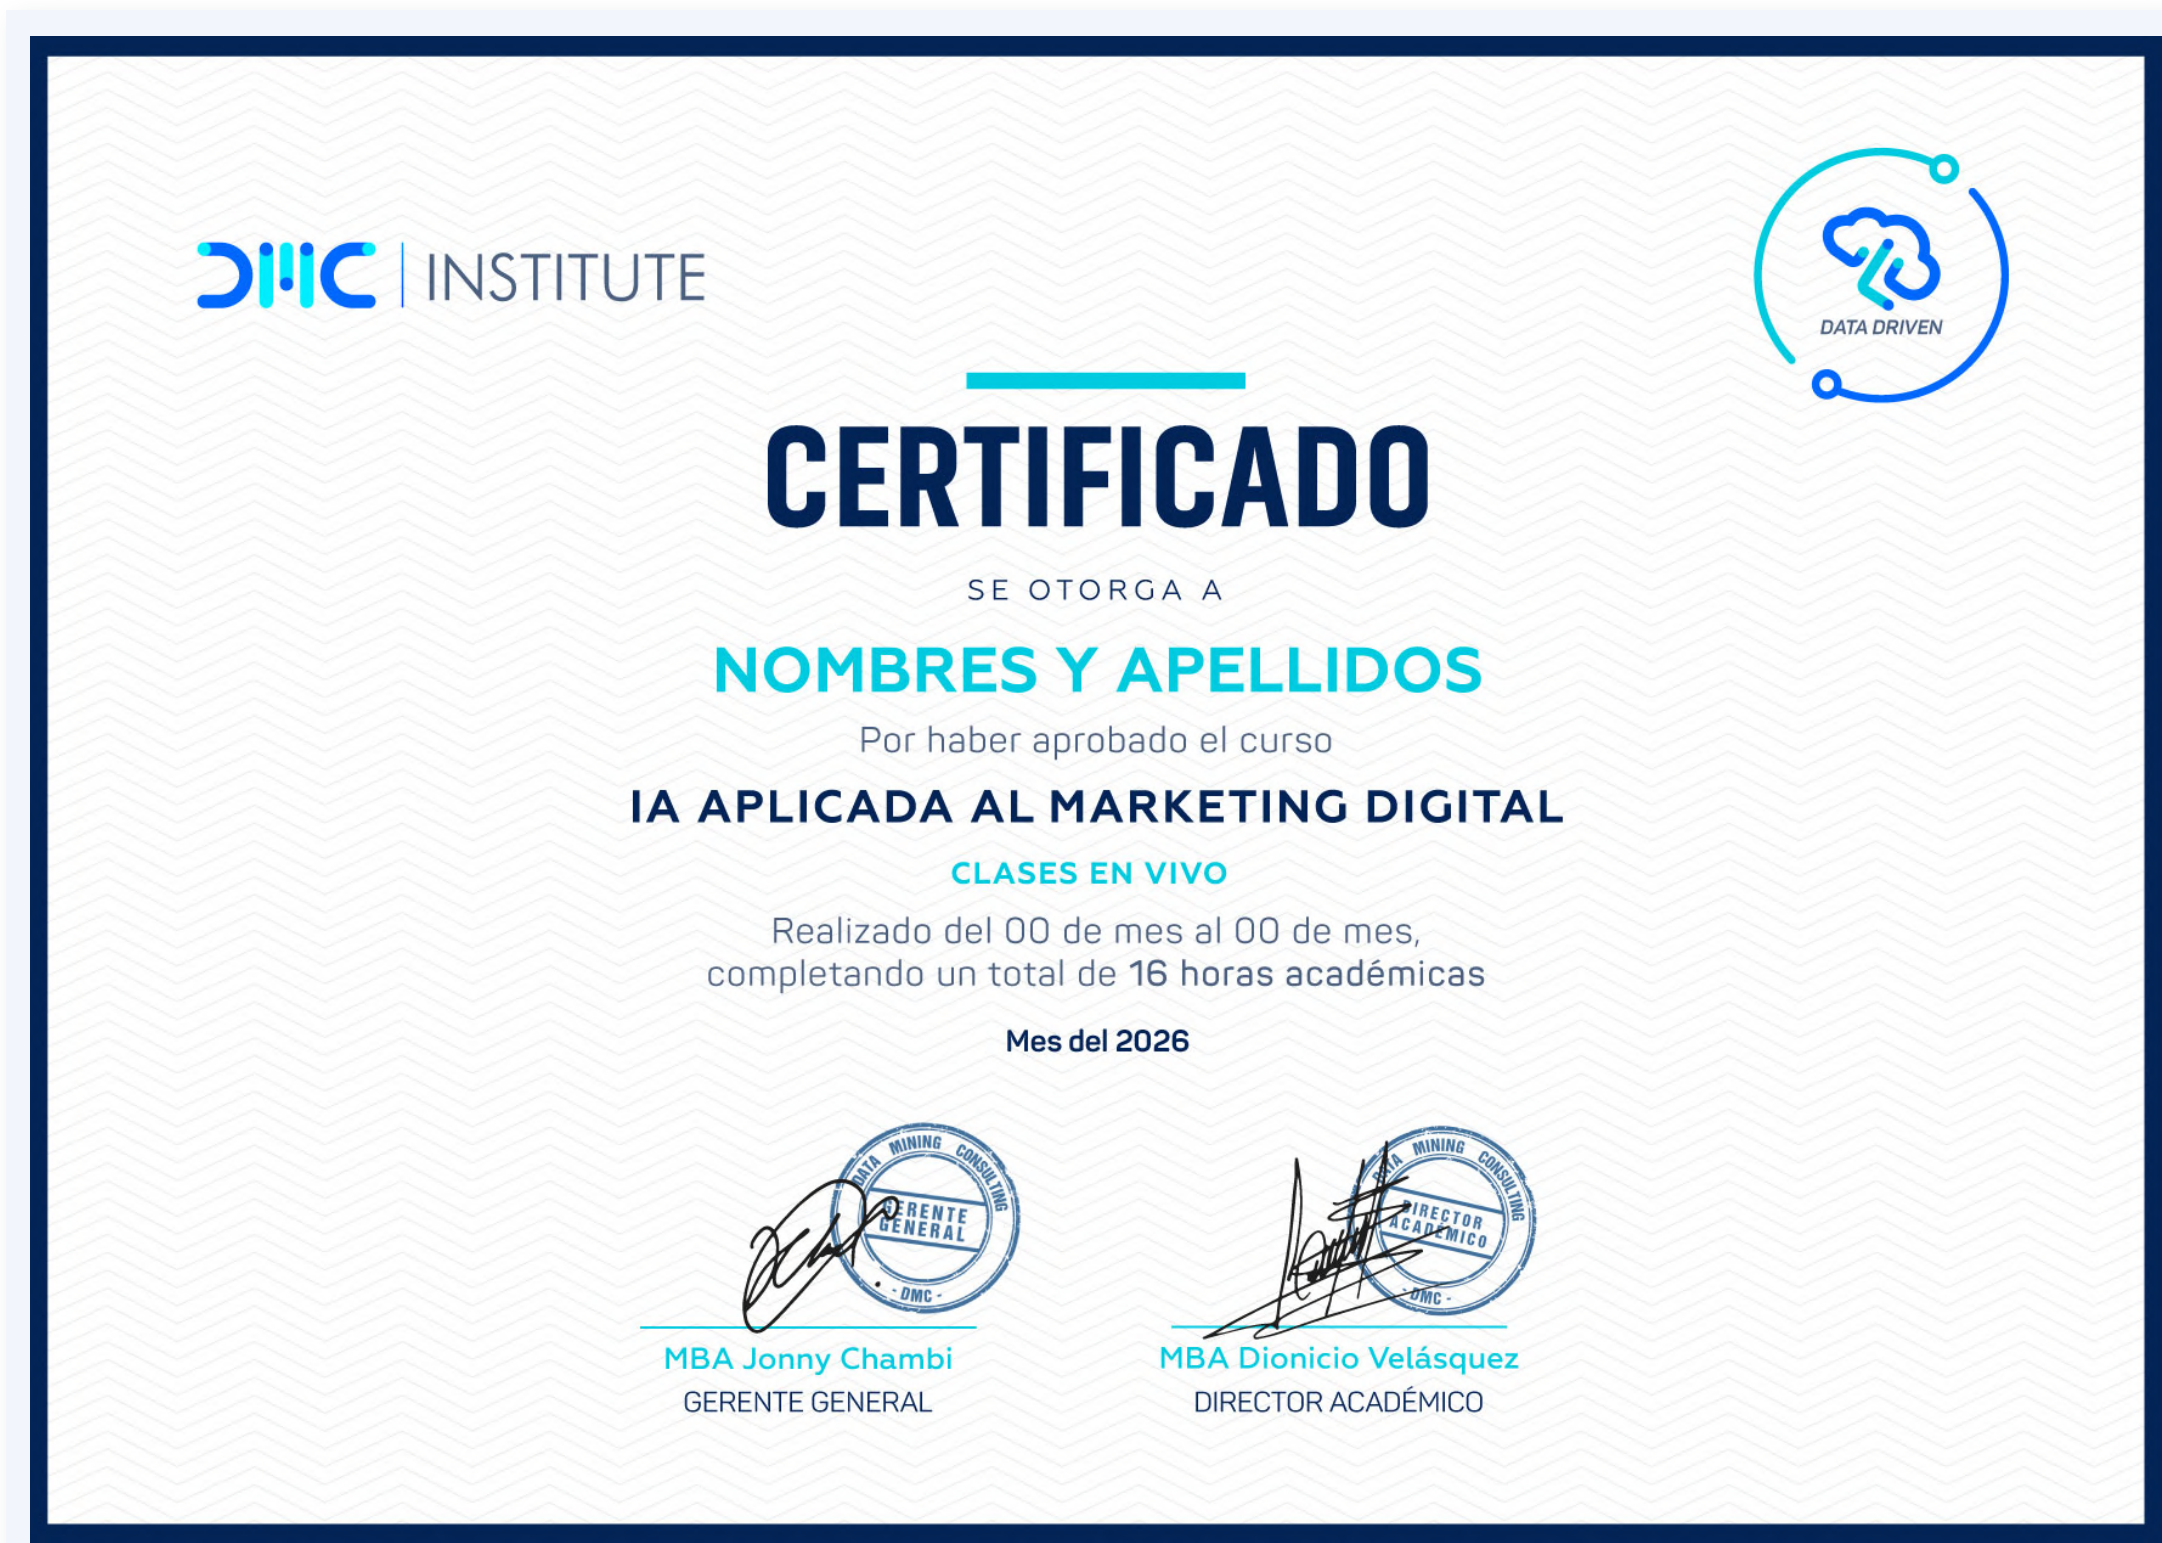 DMC | INSTITUTE
DATA DRIVEN
CERTIFICADO
SE OTORGA A
NOMBRES Y APELLIDOS
Por haber aprobado el curso
IA APLICADA AL MARKETING DIGITAL
CLASES EN VIVO
Realizado del 00 de mes al 00 de mes,
completando un total de 16 horas académicas
Mes del 2026
DATA MINING CONSULTING
GERENTE
GENERAL
- DMC -
DATA MINING CONSULTING
DIRECTOR
ACADÉMICO
- DMC -
MBA Jonny Chambi
GERENTE GENERAL
MBA Dionicio Velásquez
DIRECTOR ACADÉMICO